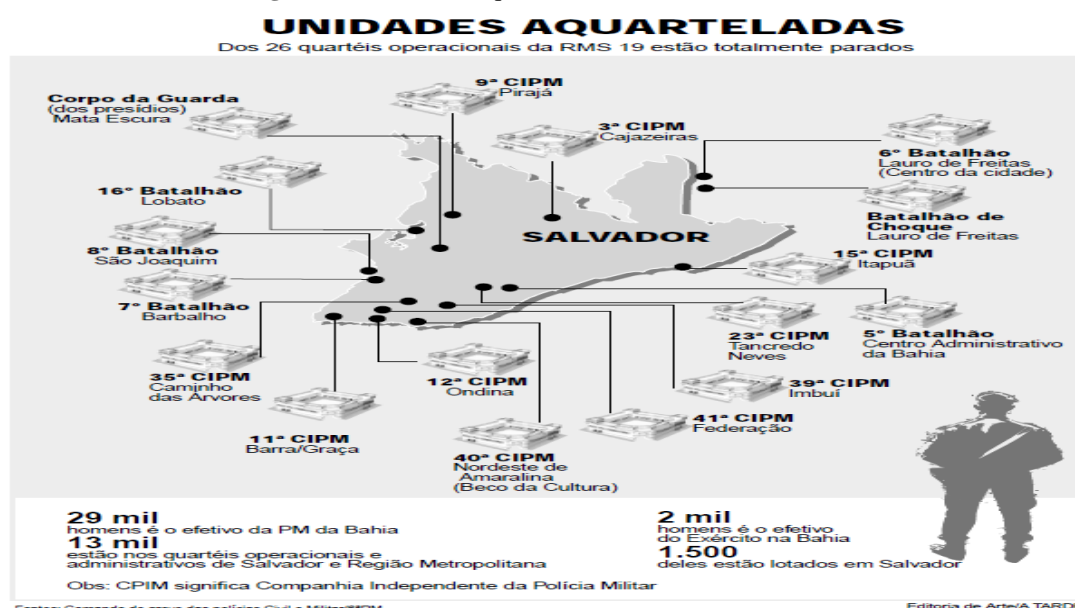 UNIDADES AQUARTELADAS
Dos 26 quartéis operacionais da RMS 19 estão totalmente parados
9ª CIPM
Pirajá
Corpo da Guarda
(dos presídios)
Mata Escura
3ª CIPM
Cajazeiras
6º Batalhão
Lauro de Freitas
(Centro da cidade)
16º Batalhão
Lobato
Batalhão de
Choque
Lauro de Freitas
SALVADOR
8º Batalhão
São Joaquim
15ª CIPM
Itapuã
7º Batalhão
Barbalho
23ª CIPM
Tancredo
Neves
5º Batalhão
Centro Administrativo
da Bahia
35ª CIPM
Caminho
das Árvores
12ª CIPM
Ondina
39ª CIPM
Imbuí
11ª CIPM
Barra/Graça
41ª CIPM
Federação
40ª CIPM
Nordeste de
Amaralina
(Beco da Cultura)
29 mil
homens é o efetivo da PM da Bahia
13 mil
estão nos quartéis operacionais e
administrativos de Salvador e Região Metropolitana
2 mil
homens é o efetivo
do Exército na Bahia
1.500
deles estão lotados em Salvador
Obs: CPIM significa Companhia Independente da Polícia Militar
Editoria de Arte/A TARDE